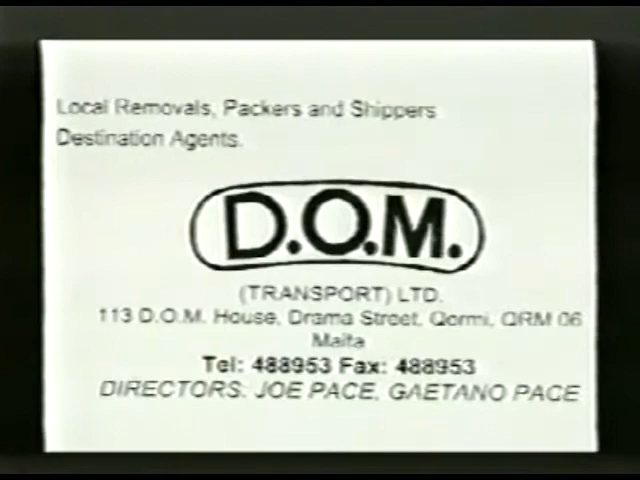 Local Removals, Packers and Shippers
Destination Agents.
D.O.M.
(TRANSPORT) LTD.
113 D.O.M. House, Drama Street, Qormi, QRM 06
Malta
Tel: 488953 Fax: 488953
DIRECTORS: JOE PACE, GAETANO PACE